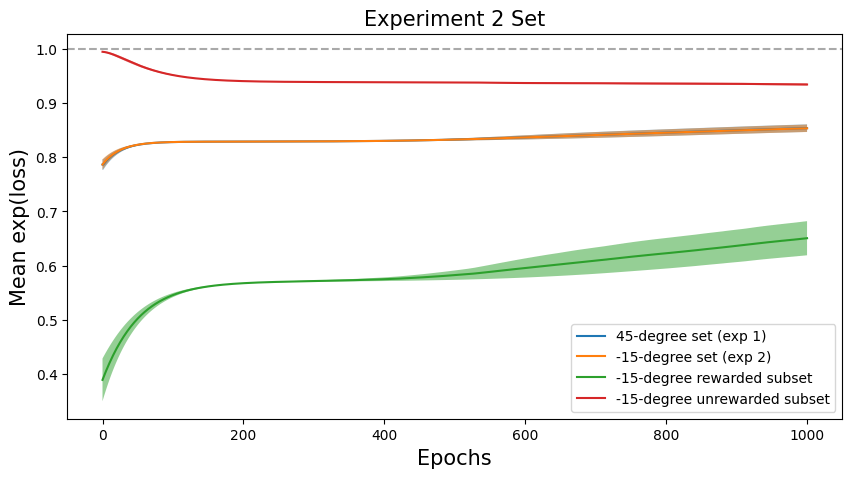 Experiment 2 Set
Mean exp(loss)
1.0
0.9
0.8
0.7
0.6
0.5
0.4
0
200
400
600
800
1000
Epochs
45-degree set (exp 1)
-15-degree set (exp 2)
-15-degree rewarded subset
-15-degree unrewarded subset